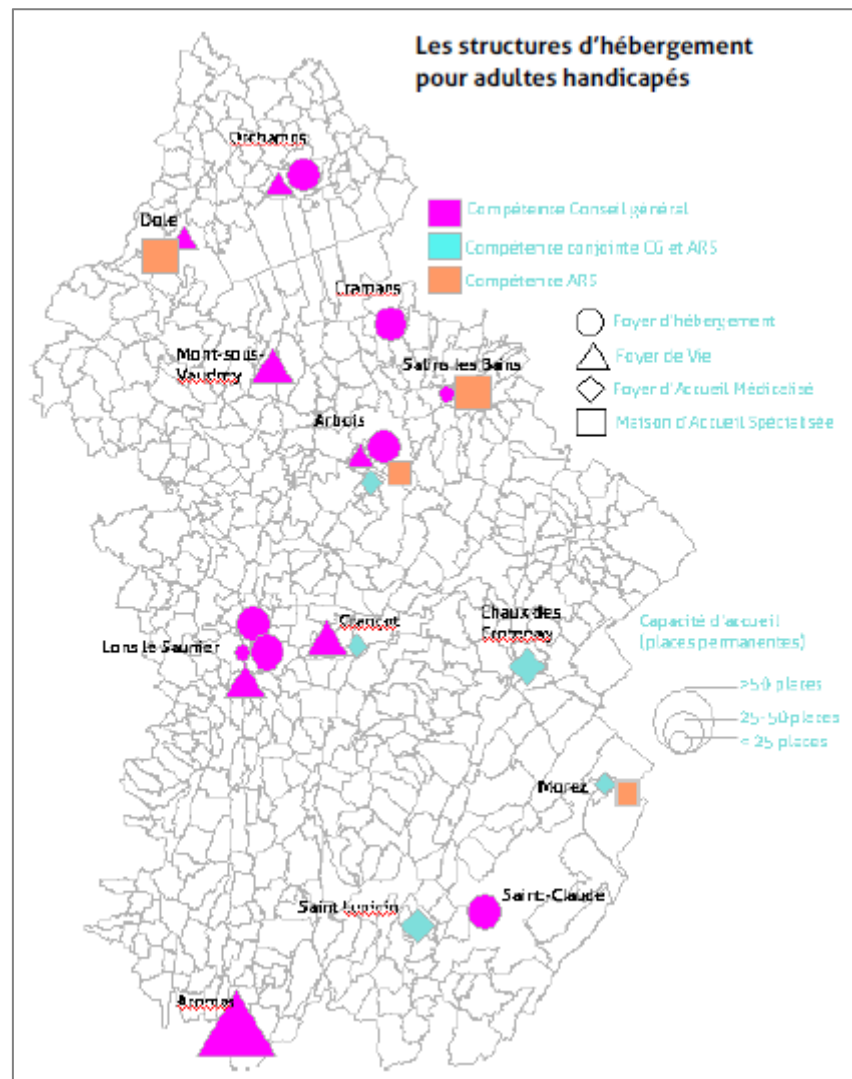 Les structures d'hébergement
pour adultes handicapés
Orchamps
Dole
Compétence Conseil général
Compétence conjointe CG et ARS
Compétence ARS
Cramans
Foyer d'hébergement
Mont-sous-
Vaudrey
Foyer de Vie
Salins les Bains
Foyer d'Accueil Médicalisé
Arbois
Maison d'Accueil Spécialisée
Crançot
Chaux des
Crotenay
Capacité d'accueil
(places permanentes)
Lons le Saunier
>50 places
25-50 places
< 25 places
Morez
Saint Lupicin
Saint-Claude
Aromas